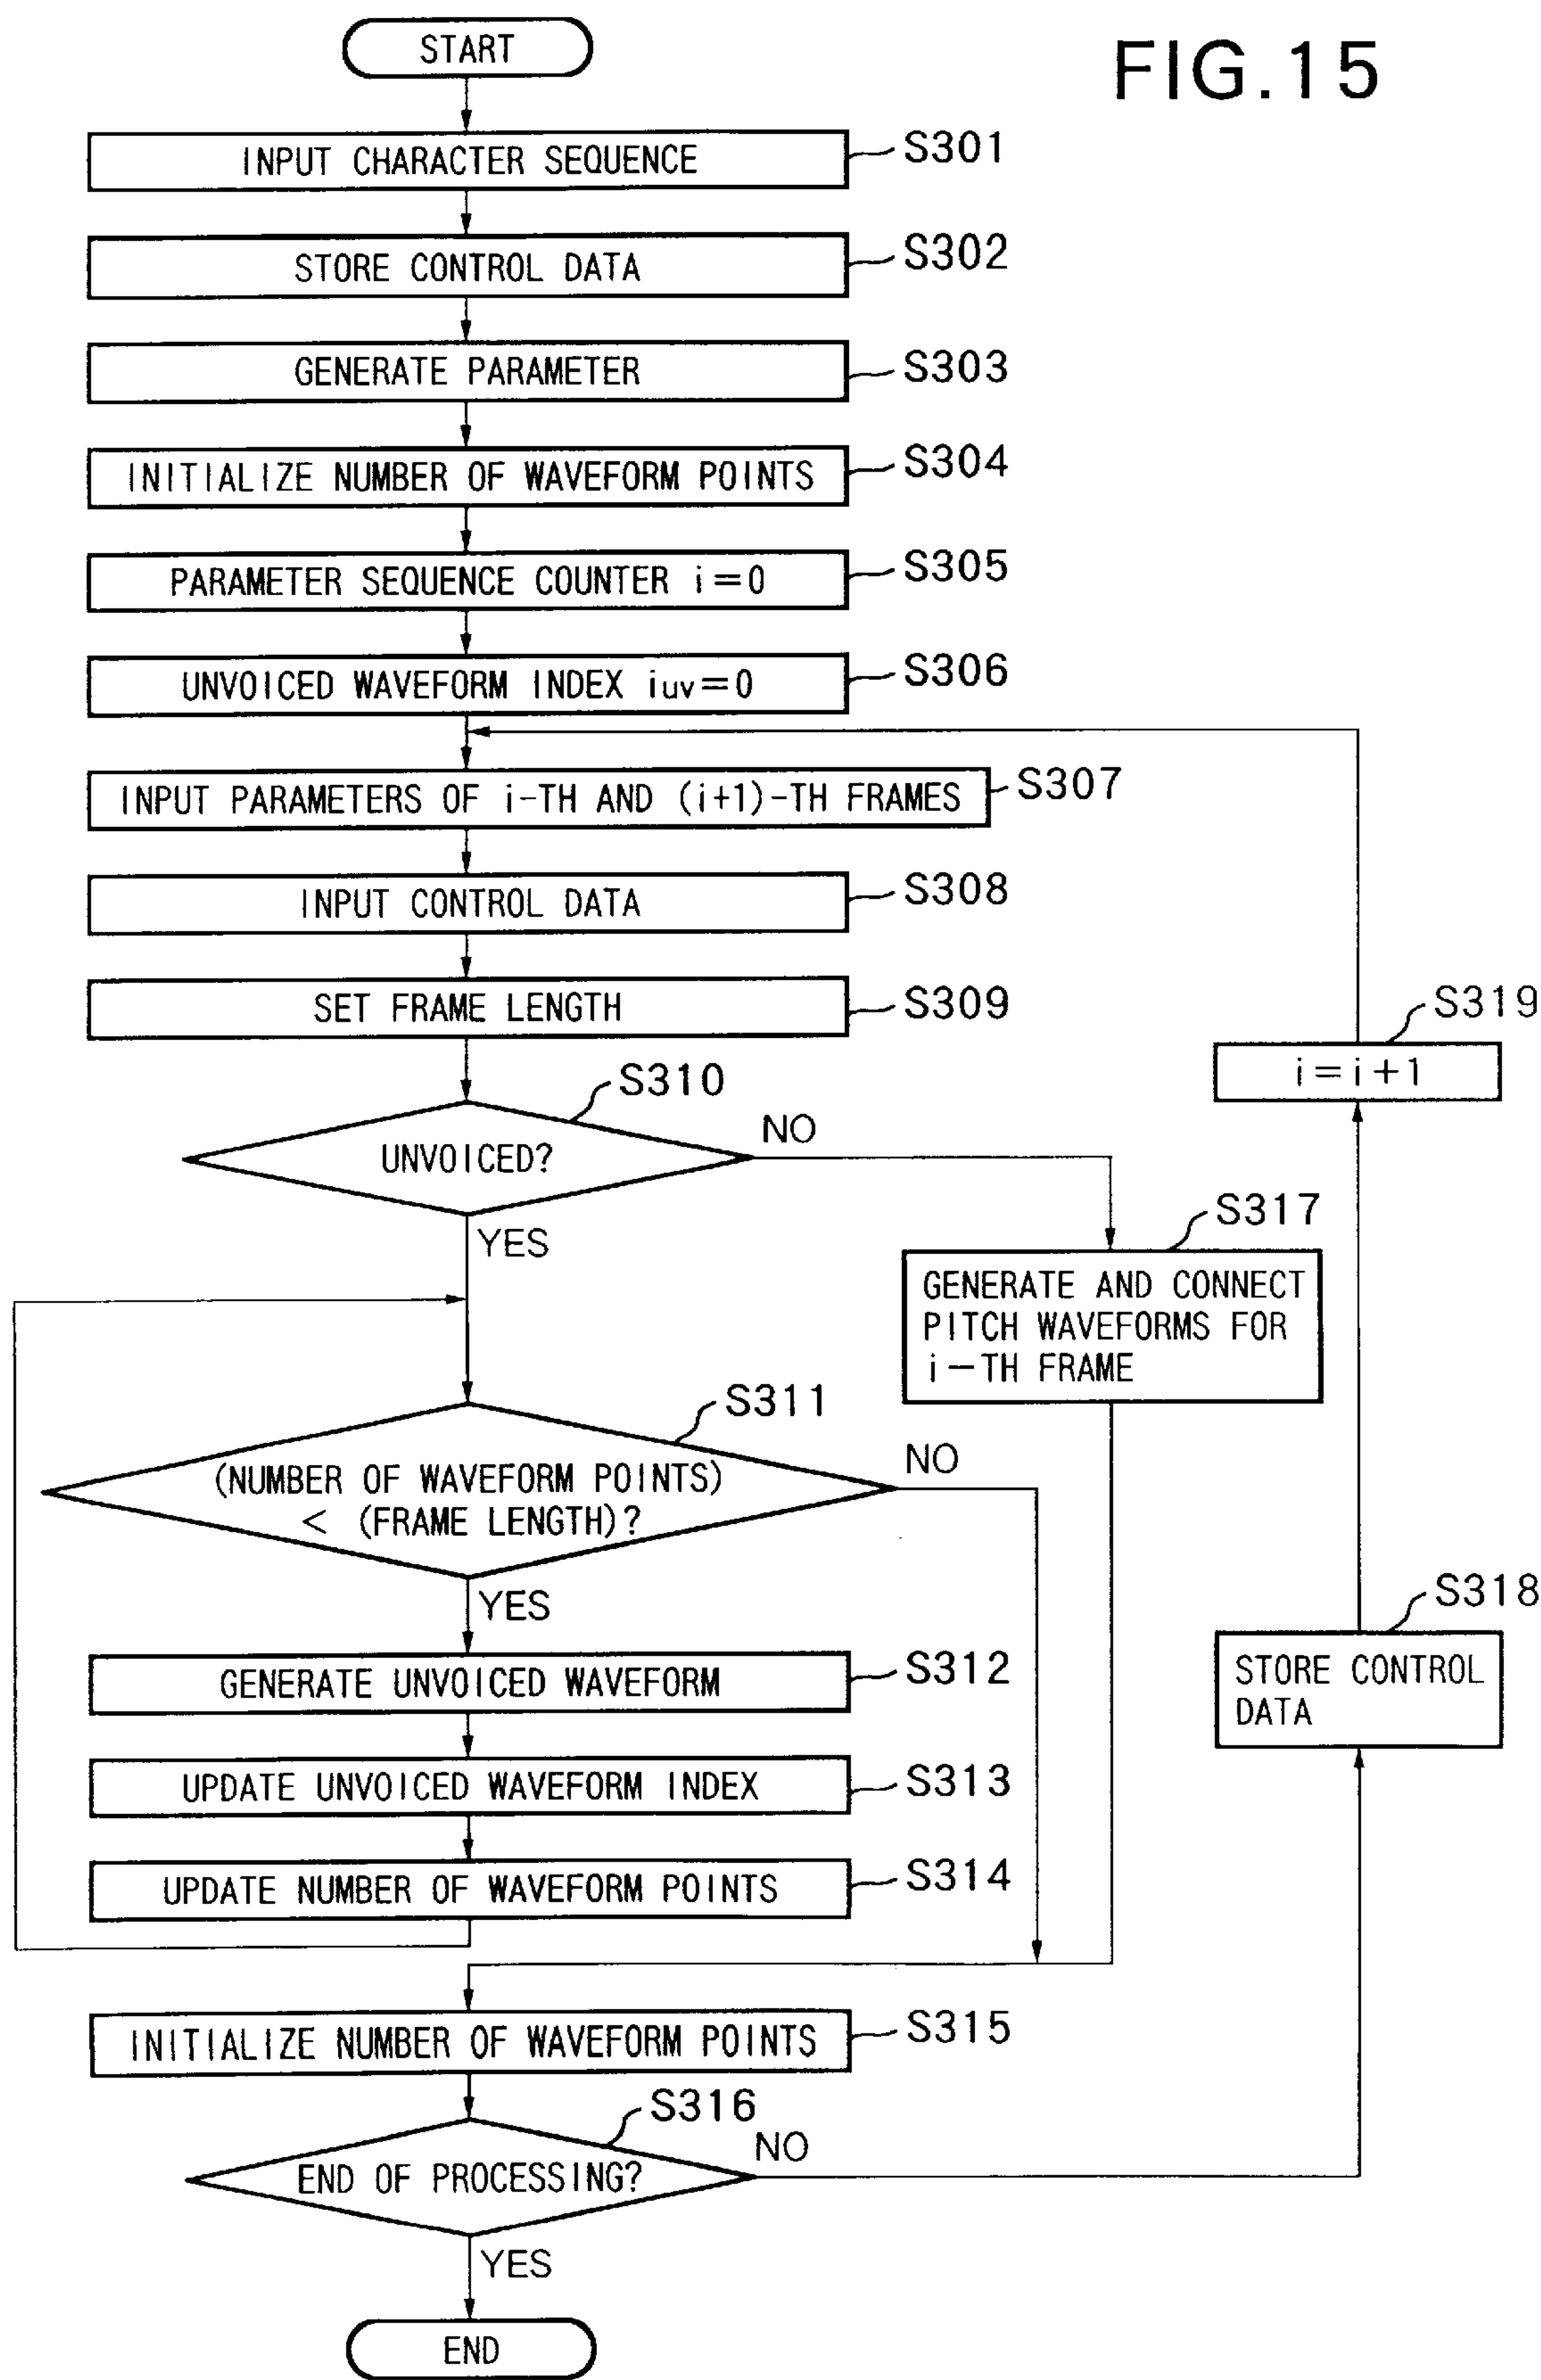 FIG.15
START
INPUT CHARACTER SEQUENCE
S301
STORE CONTROL DATA
S302
GENERATE PARAMETER
S303
INITIALIZE NUMBER OF WAVEFORM POINTS
S304
PARAMETER SEQUENCE COUNTER i=0
S305
UNVOICED WAVEFORM INDEX iuv=0
S306
INPUT PARAMETERS OF i-TH AND (i+1)-TH FRAMES
S307
INPUT CONTROL DATA
S308
SET FRAME LENGTH
S309
S310
UNVOICED?
NO
YES
S311
(NUMBER OF WAVEFORM POINTS)
< (FRAME LENGTH)?
NO
YES
GENERATE UNVOICED WAVEFORM
S312
UPDATE UNVOICED WAVEFORM INDEX
S313
UPDATE NUMBER OF WAVEFORM POINTS
S314
INITIALIZE NUMBER OF WAVEFORM POINTS
S315
S316
END OF PROCESSING?
NO
YES
END
S317
GENERATE AND CONNECT
PITCH WAVEFORMS FOR
i-TH FRAME
S318
STORE CONTROL
DATA
S319
i=i+1